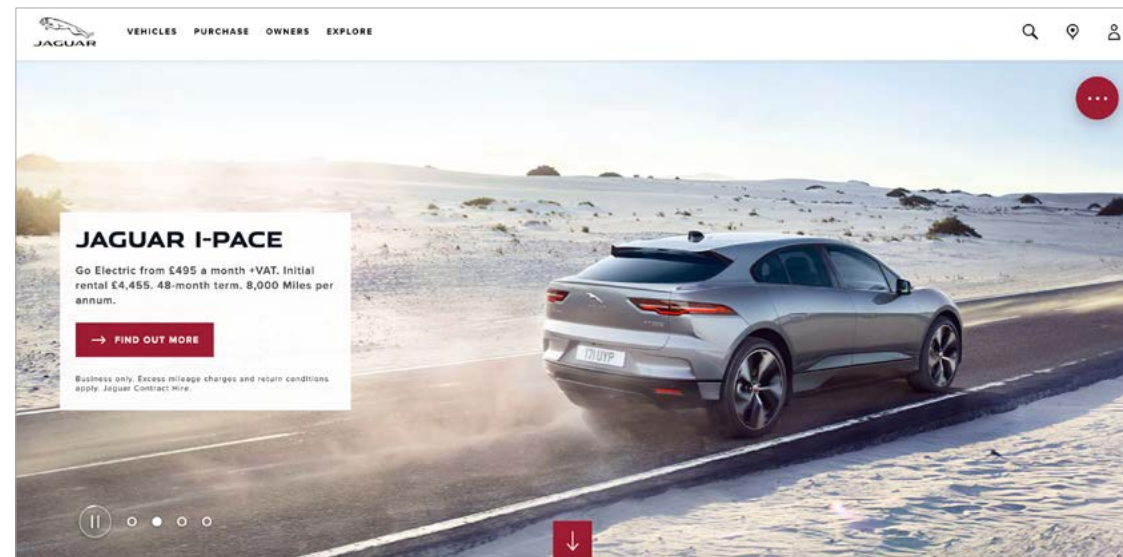 JAGUAR
VEHICLES PURCHASE OWNERS EXPLORE
JAGUAR I-PACE
Go Electric from £495 a month +VAT. Initial
rental £4,455. 48-month term. 8,000 Miles per
annum.
→ FIND OUT MORE
Business only. Excess mileage charges and return conditions
apply. Jaguar Contract Hire.
171 UYP